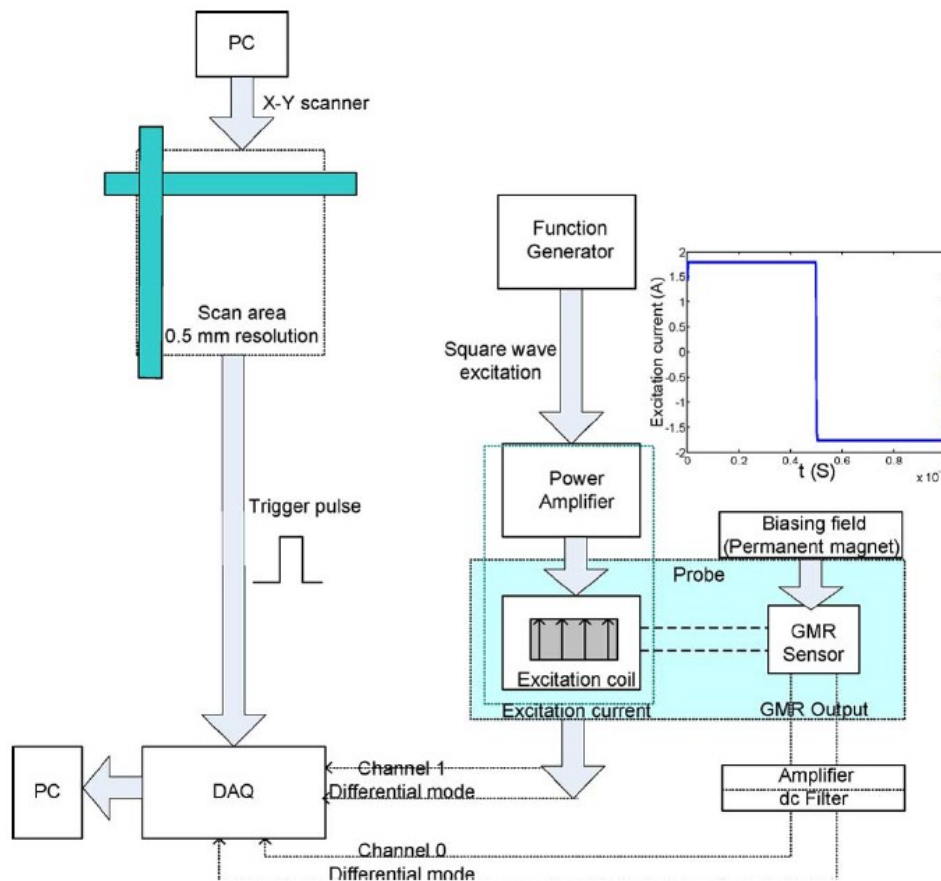 PC
X-Y scanner
Scan area
0.5 mm resolution
Trigger pulse
Function
Generator
Square wave
excitation
Excitation current (A)
2
1.5
1
0.5
0
-0.5
-1
-1.5
-2
0
0.2
0.4
0.6
0.8
t (S)
Power
Amplifier
Biasing field
(Permanent magnet)
Probe
GMR
Sensor
Excitation coil
Excitation current
GMR Output
PC
DAQ
Channel 1
Differential mode
Amplifier
dc Filter
Channel 0
Differential mode